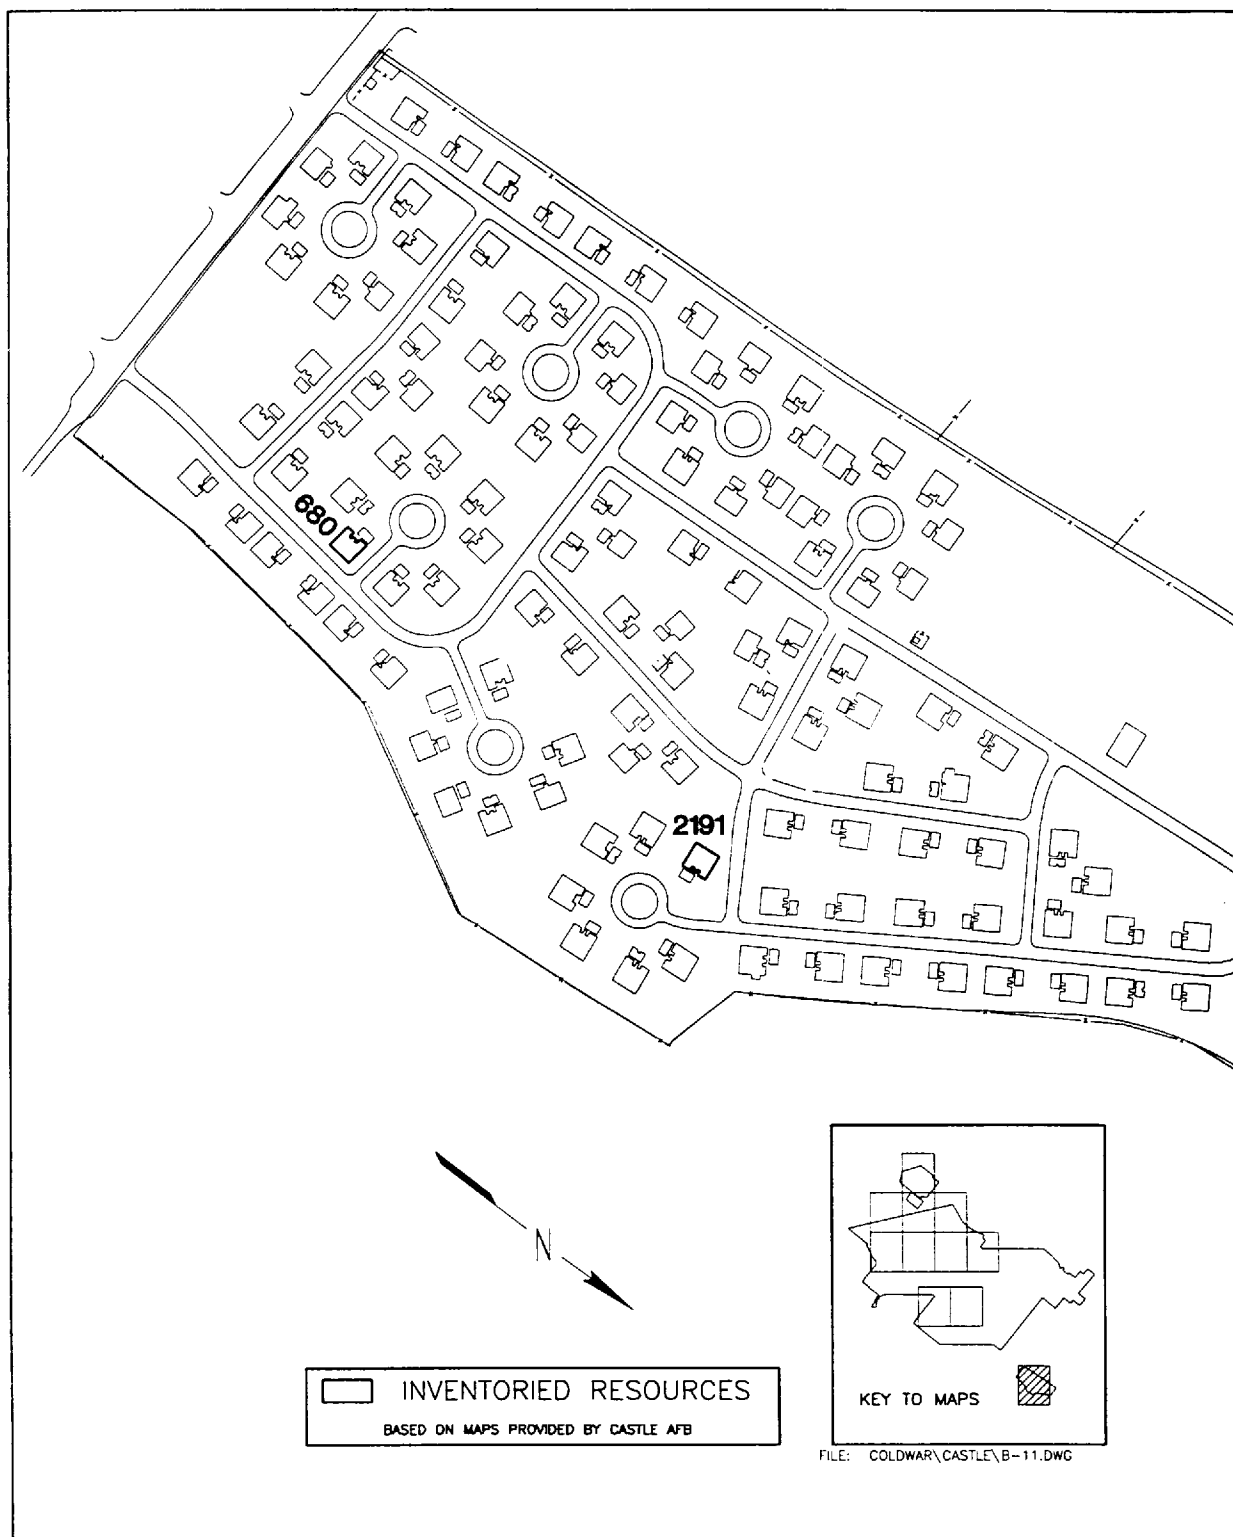 680
2191
N
INVENTORIED RESOURCES
BASED ON MAPS PROVIDED BY CASTLE AFB
KEY TO MAPS
FILE: COLDWAR\CASTLE\B-11.DWG